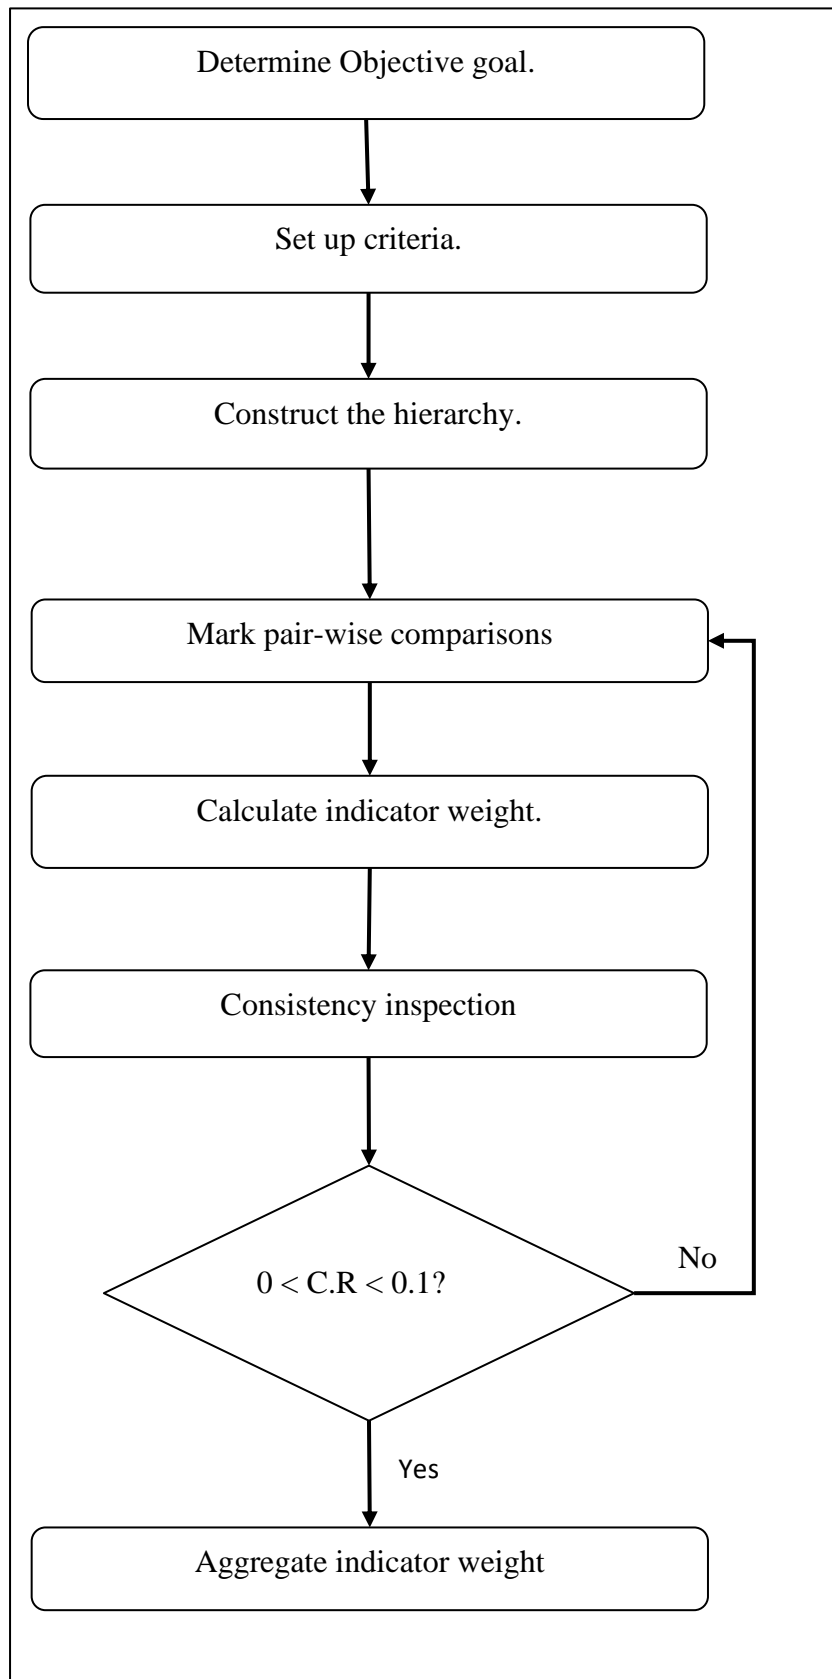 Determine Objective goal.
Set up criteria.
Construct the hierarchy.
Mark pair-wise comparisons
Calculate indicator weight.
Consistency inspection
0 < C.R < 0.1?
No
Yes
Aggregate indicator weight